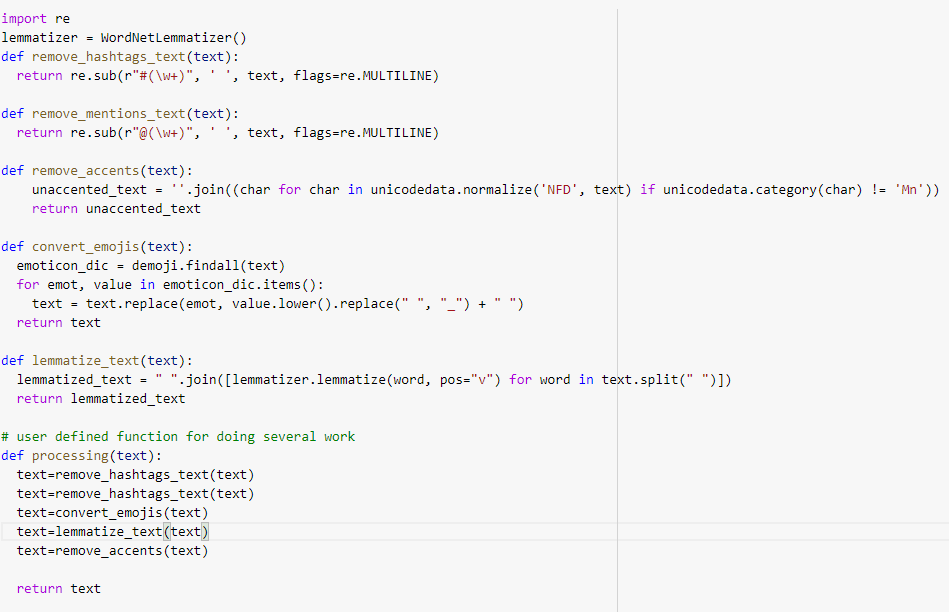 import re
lemmatizer = WordNetLemmatizer()
def remove_hashtags_text(text):
  return re.sub(r"#(\w+)", ' ', text, flags=re.MULTILINE)

def remove_mentions_text(text):
  return re.sub(r"@(\w+)", ' ', text, flags=re.MULTILINE)

def remove_accents(text):
    unaccented_text = ''.join((char for char in unicodedata.normalize('NFD', text) if unicodedata.category(char) != 'Mn'))
    return unaccented_text

def convert_emojis(text):
  emoticon_dic = demoji.findall(text)
  for emot, value in emoticon_dic.items():
    text = text.replace(emot, value.lower().replace(" ", "_") + " ")
  return text

def lemmatize_text(text):
  lemmatized_text = " ".join([lemmatizer.lemmatize(word, pos="v") for word in text.split(" ")])
  return lemmatized_text

# user defined function for doing several work
def processing(text):
  text=remove_hashtags_text(text)
  text=remove_hashtags_text(text)
  text=convert_emojis(text)
  text=lemmatize_text(text)
  text=remove_accents(text)

  return text